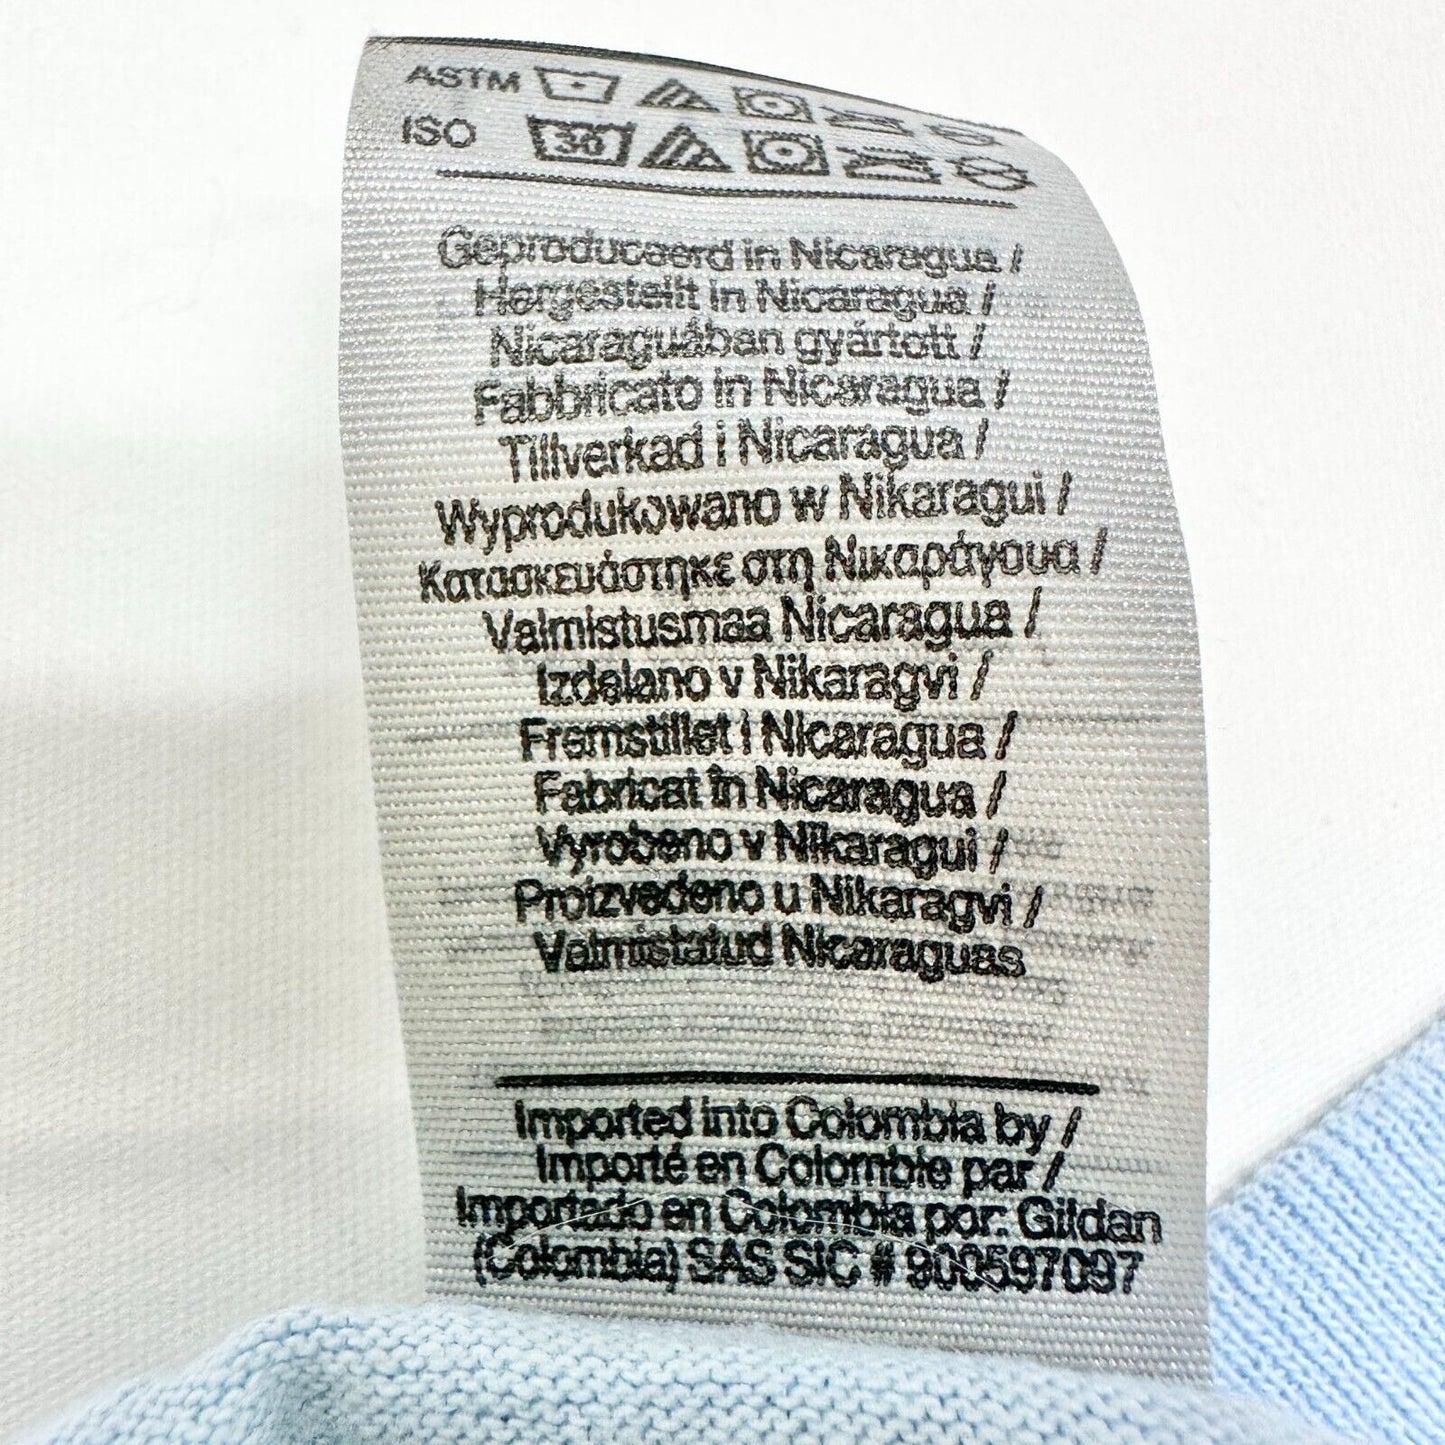 ASTM
ISO 30
Geproduceerd in Nicaragua /
Hergestellt in Nicaragua /
Nicaraguában gyártott /
Fabbricato in Nicaragua /
Tillverkad i Nicaragua /
Wyprodukowano w Nikaragui /
Κατασκευάστηκε στη Νικαράγουα /
Valmistusmaa Nicaragua /
Izdelano v Nikaragvi /
Fremstillet i Nicaragua /
Fabricat în Nicaragua /
Vyrobeno v Nikaragui /
Proizvedeno u Nikaragvi /
Valmistatud Nicaraguas
Imported into Colombia by /
Importé en Colombie par /
Importado en Colombia por: Gildan
(Colombia) SAS SIC # 900597097